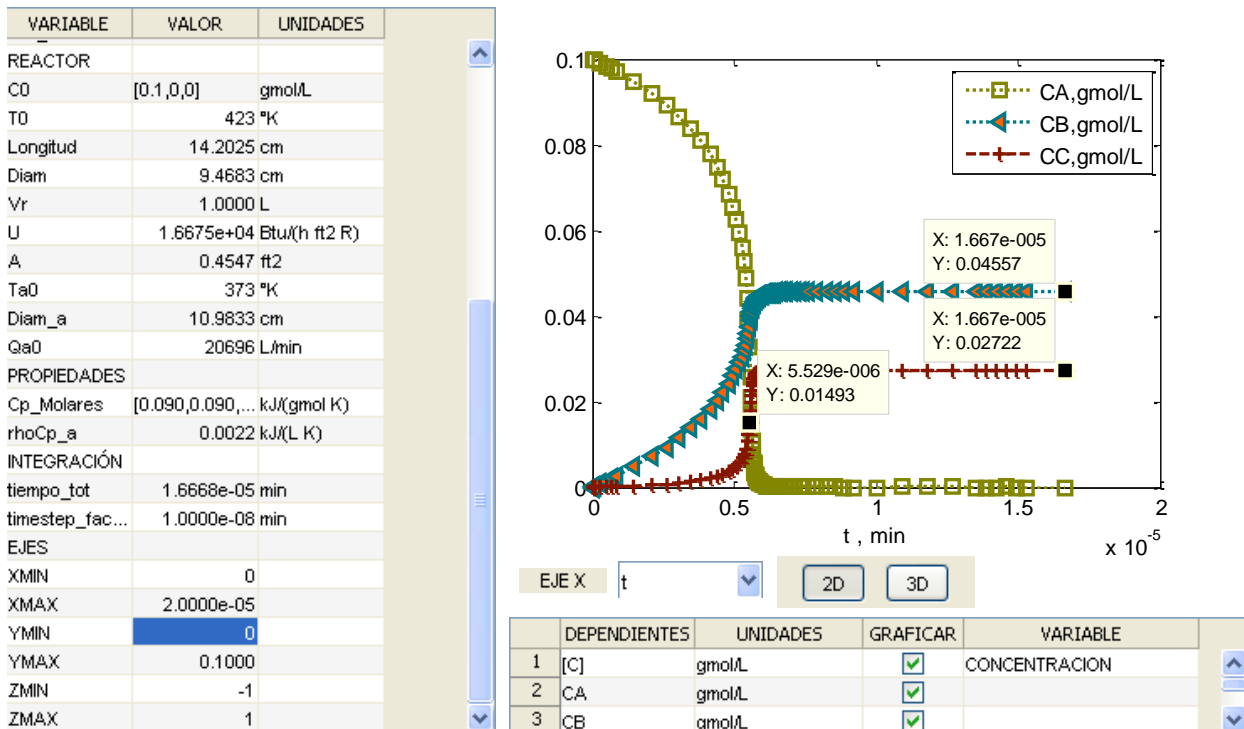 VARIABLE VALOR UNIDADES
REACTOR
C0 [0.1,0,0] gmol/L
T0 423 °K
Longitud 14.2025 cm
Diam 9.4683 cm
Vr 1.0000 L
U 1.6675e+04 Btu/(h ft2 R)
A 0.4547 ft2
Ta0 373 °K
Diam_a 10.9833 cm
Qa0 20696 L/min
PROPIEDADES
Cp_Molares [0.090,0.090,... kJ/(gmol K)
rhoCp_a 0.0022 kJ/(L K)
INTEGRACIÓN
tiempo_tot 1.6668e-05 min
timestep_fac... 1.0000e-08 min
EJES
XMIN 0
XMAX 2.0000e-05
YMIN 0
YMAX 0.1000
ZMIN -1
ZMAX 1
0.1
0.08
0.06
0.04
0.02
0
0 0.5 1 1.5 2
t , min
x 10-5
CA,gmol/L
CB,gmol/L
CC,gmol/L
X: 1.667e-005
Y: 0.04557
X: 1.667e-005
Y: 0.02722
X: 5.529e-006
Y: 0.01493
EJE X t 2D 3D
DEPENDIENTES UNIDADES GRAFICAR VARIABLE
1 [C] gmol/L CONCENTRACION
2 CA gmol/L
3 CB gmol/L